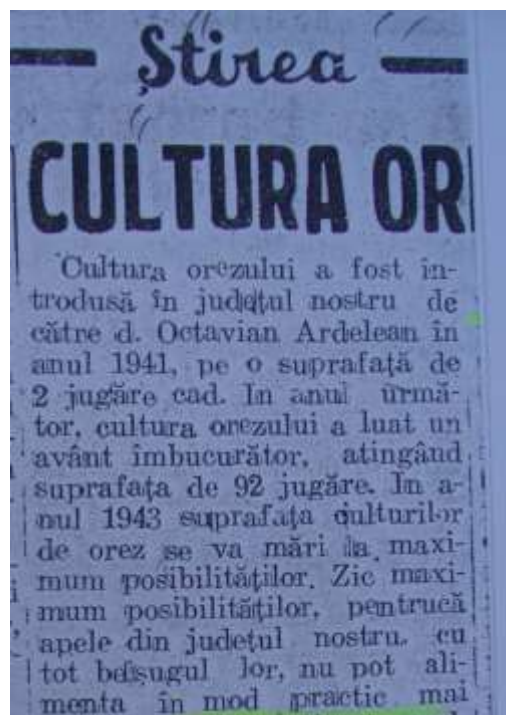 Știrea
CULTURA OR
Cultura orezului a fost in-
trodusă în județul nostru de
către d. Octavian Ardelean în
anul 1941, pe o suprafață de
2 jugăre cad. In anul urmă-
tor, cultura orezului a luat un
avânt îmbucurător, atingând
suprafața de 92 jugăre. In a-
nul 1943 suprafața culturilor
de orez se va mări la maxi-
mum posibilităților. Zic maxi-
mum posibilităților, pentrucă
apele din județul nostru, cu
tot belșugul lor, nu pot ali-
menta în mod practic mai